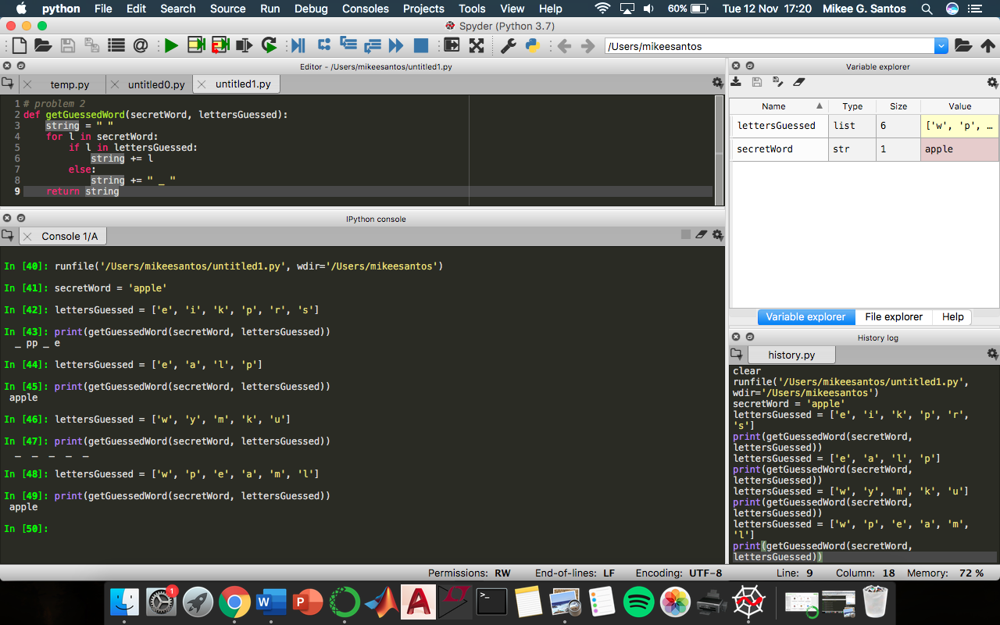 python File Edit Search Source Run Debug Consoles Projects Tools View Help 60% Tue 12 Nov 17:20 Mikee G. Santos
Spyder (Python 3.7)
/Users/mikeesantos
Editor - /Users/mikeesantos/untitled1.py
temp.py untitled0.py untitled1.py
1 # problem 2
2 def getGuessedWord(secretWord, lettersGuessed):
3 string = " "
4 for l in secretWord:
5 if l in lettersGuessed:
6 string += l
7 else:
8 string += " _ "
9 return string
IPython console
Console 1/A
In [40]: runfile('/Users/mikeesantos/untitled1.py', wdir='/Users/mikeesantos')
In [41]: secretWord = 'apple'
In [42]: lettersGuessed = ['e', 'i', 'k', 'p', 'r', 's']
In [43]: print(getGuessedWord(secretWord, lettersGuessed))
_ pp _ e
In [44]: lettersGuessed = ['e', 'a', 'l', 'p']
In [45]: print(getGuessedWord(secretWord, lettersGuessed))
apple
In [46]: lettersGuessed = ['w', 'y', 'm', 'k', 'u']
In [47]: print(getGuessedWord(secretWord, lettersGuessed))
_ _ _ _ _
In [48]: lettersGuessed = ['w', 'p', 'e', 'a', 'm', 'l']
In [49]: print(getGuessedWord(secretWord, lettersGuessed))
apple
In [50]:
Variable explorer
Name Type Size Value
lettersGuessed list 6 ['w', 'p', …
secretWord str 1 apple
Variable explorer File explorer Help
History log
history.py
clear
runfile('/Users/mikeesantos/untitled1.py',
wdir='/Users/mikeesantos')
secretWord = 'apple'
lettersGuessed = ['e', 'i', 'k', 'p', 'r',
's']
print(getGuessedWord(secretWord,
lettersGuessed))
lettersGuessed = ['e', 'a', 'l', 'p']
print(getGuessedWord(secretWord,
lettersGuessed))
lettersGuessed = ['w', 'y', 'm', 'k', 'u']
print(getGuessedWord(secretWord,
lettersGuessed))
lettersGuessed = ['w', 'p', 'e', 'a', 'm',
'l']
print(getGuessedWord(secretWord,
lettersGuessed))
Permissions: RW End-of-lines: LF Encoding: UTF-8 Line: 9 Column: 18 Memory: 72 %
1
W
P
A
>_